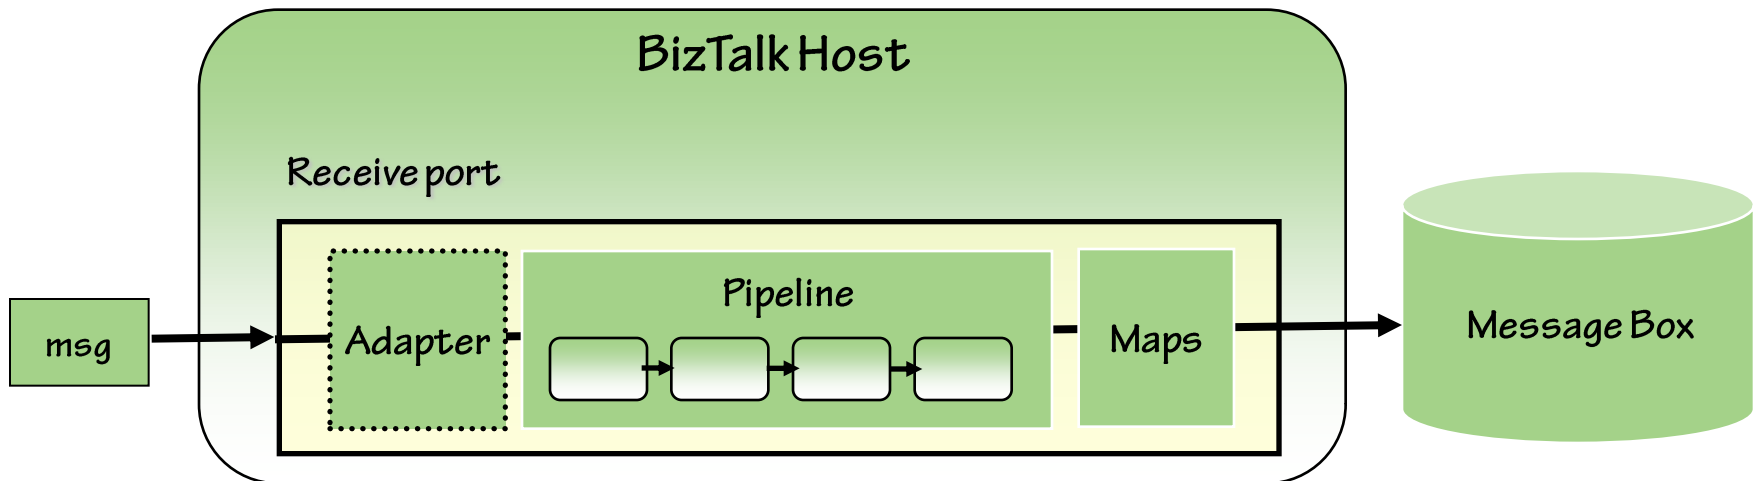 BizTalk Host
Receive port
msg
Adapter
Pipeline
Maps
Message Box